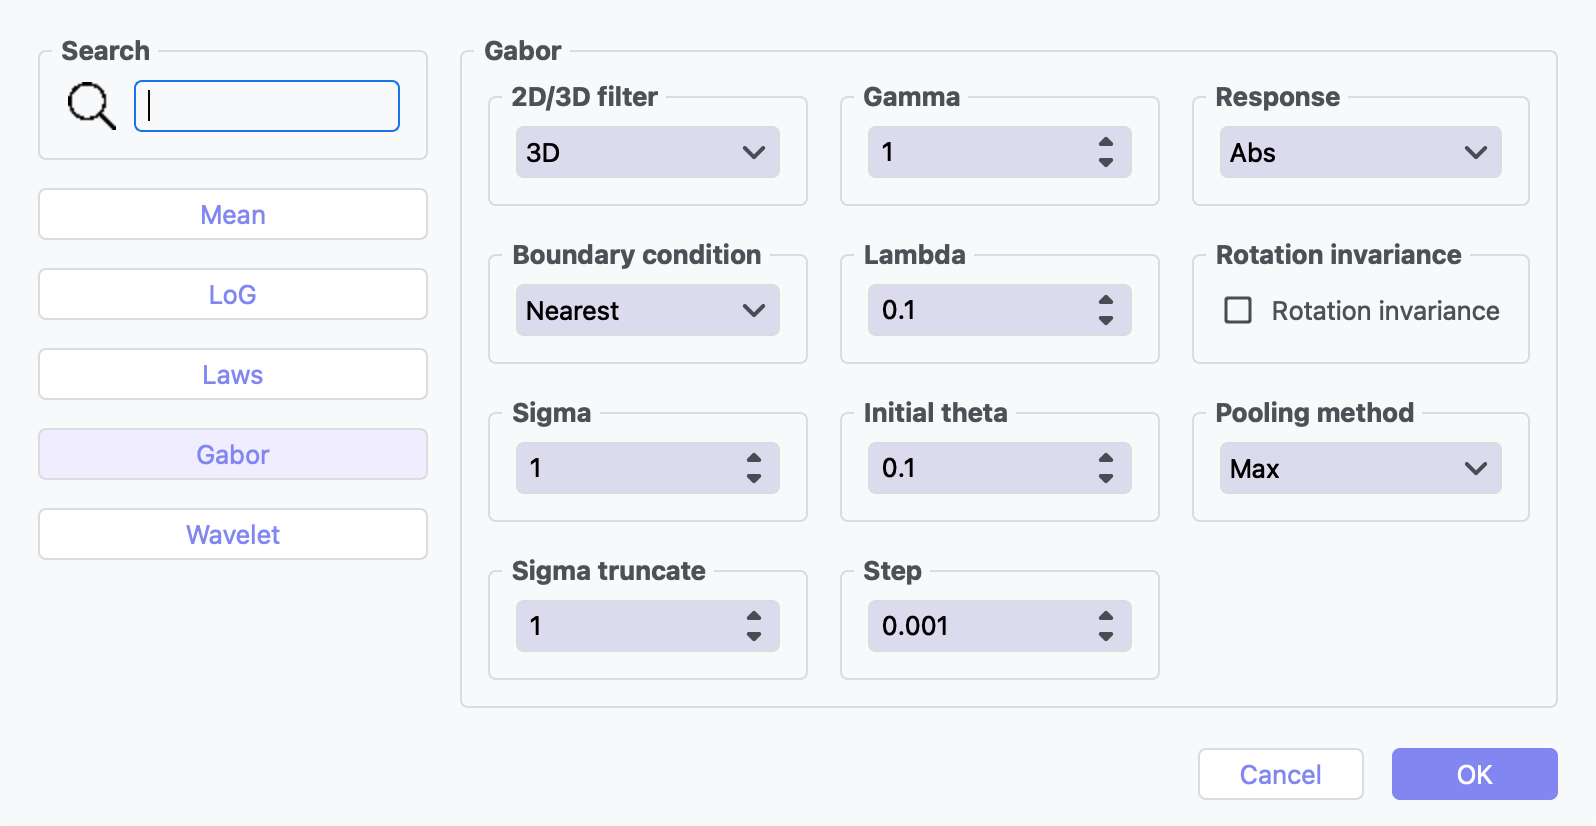 Search
Mean
LoG
Laws
Gabor
Wavelet
Gabor
2D/3D filter
3D
Gamma
1
Response
Abs
Boundary condition
Nearest
Lambda
0.1
Rotation invariance
Rotation invariance
Sigma
1
Initial theta
0.1
Pooling method
Max
Sigma truncate
1
Step
0.001
Cancel
OK